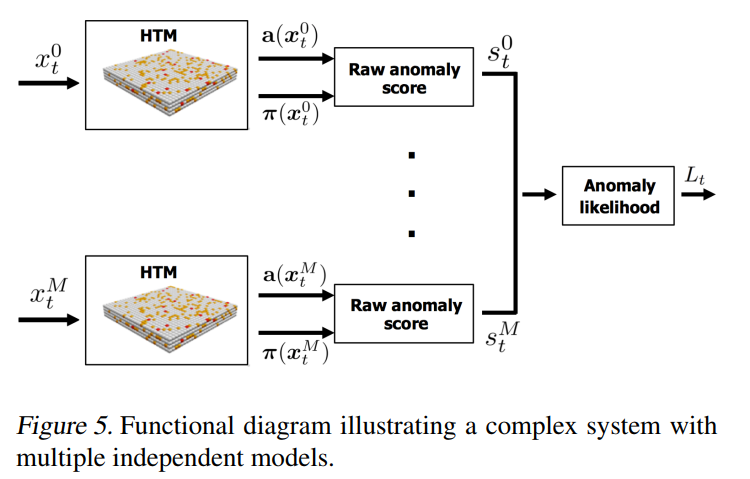 HTM
x_t^0
a(x_t^0)
π(x_t^0)
Raw anomaly
score
s_t^0
.
.
.
Anomaly
likelihood
L_t
HTM
x_t^M
a(x_t^M)
π(x_t^M)
Raw anomaly
score
s_t^M
Figure 5. Functional diagram illustrating a complex system with
multiple independent models.